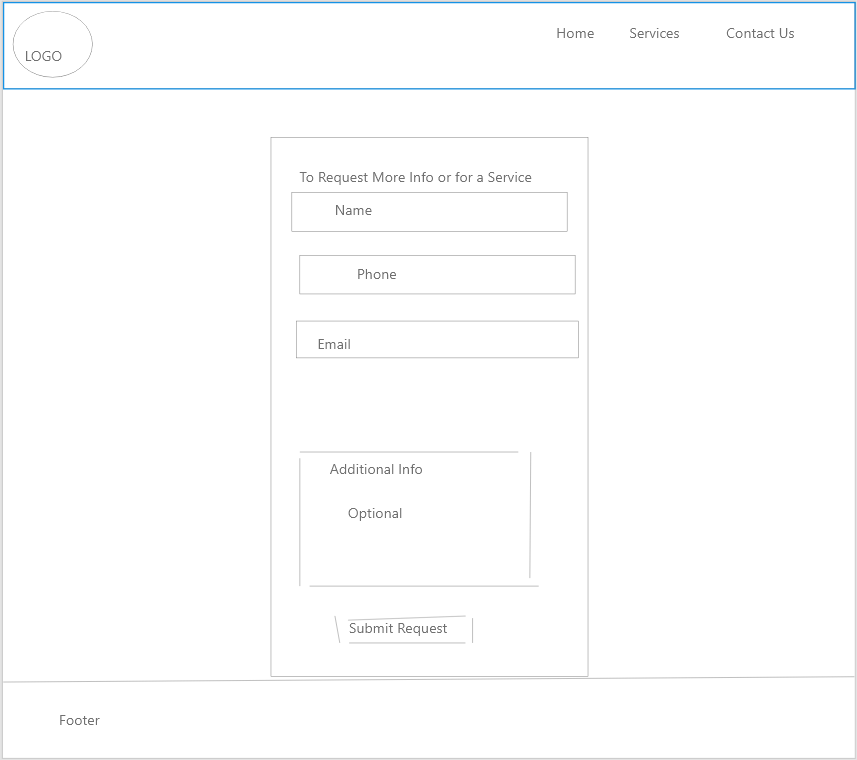 LOGO
Home Services Contact Us
To Request More Info or for a Service
Name
Phone
Email
Additional Info
Optional
Submit Request
Footer